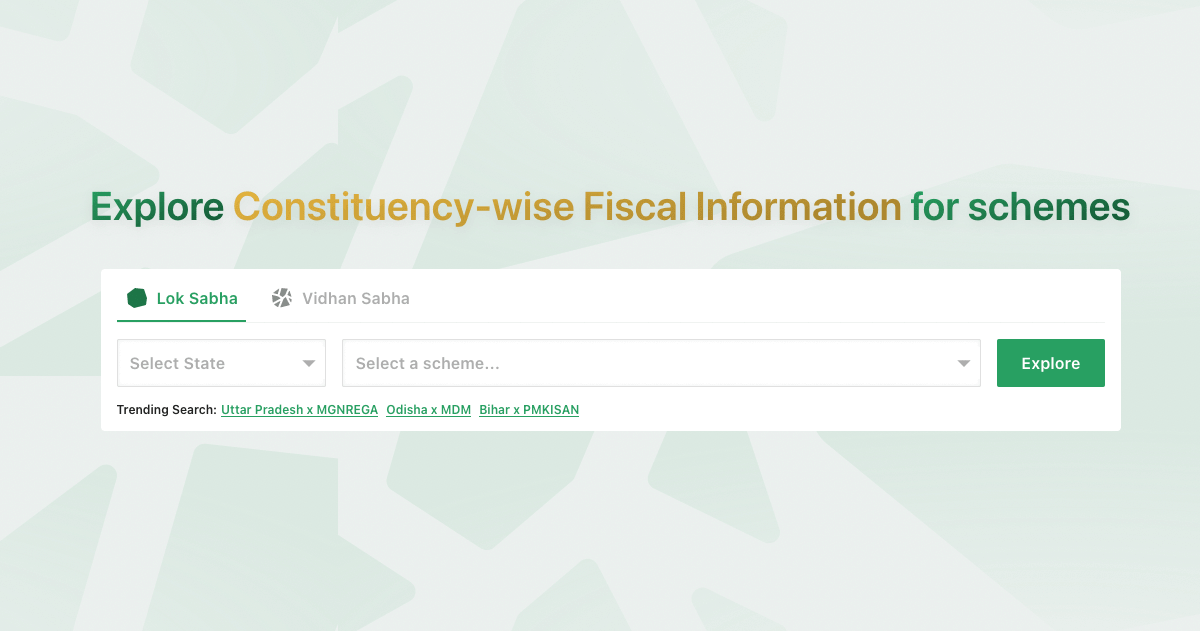 Explore Constituency-wise Fiscal Information for schemes
Lok Sabha Vidhan Sabha
Select State Select a scheme... Explore
Trending Search: Uttar Pradesh x MGNREGA Odisha x MDM Bihar x PMKISAN